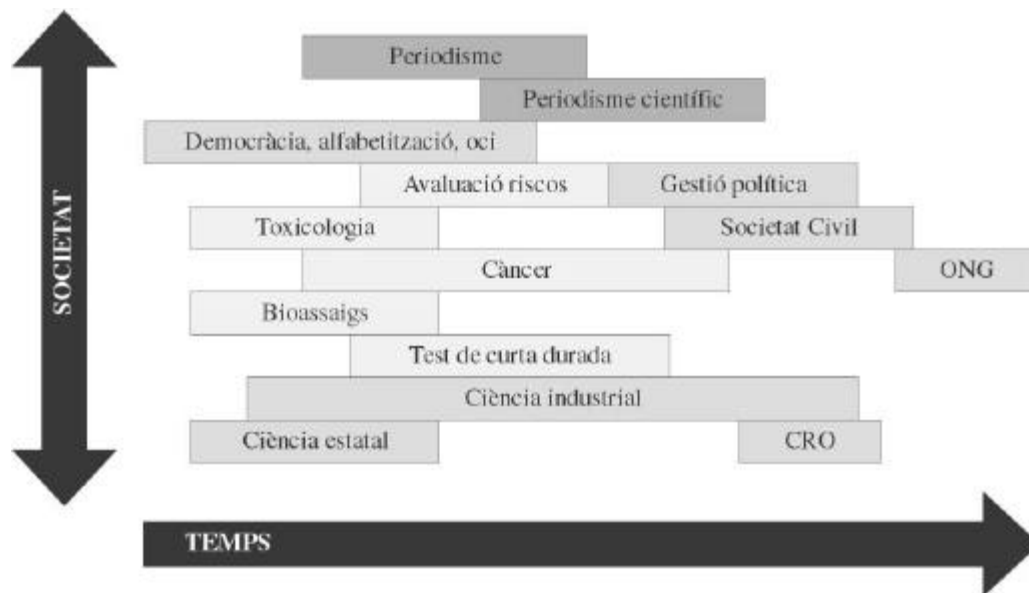 Periodisme
Periodisme científic
Democràcia, alfabetització, oci
Avaluació riscos
Gestió política
Toxicologia
Societat Civil
Càncer
ONG
Bioassaigs
Test de curta durada
Ciència industrial
Ciència estatal
CRO
SOCIETAT
TEMPS